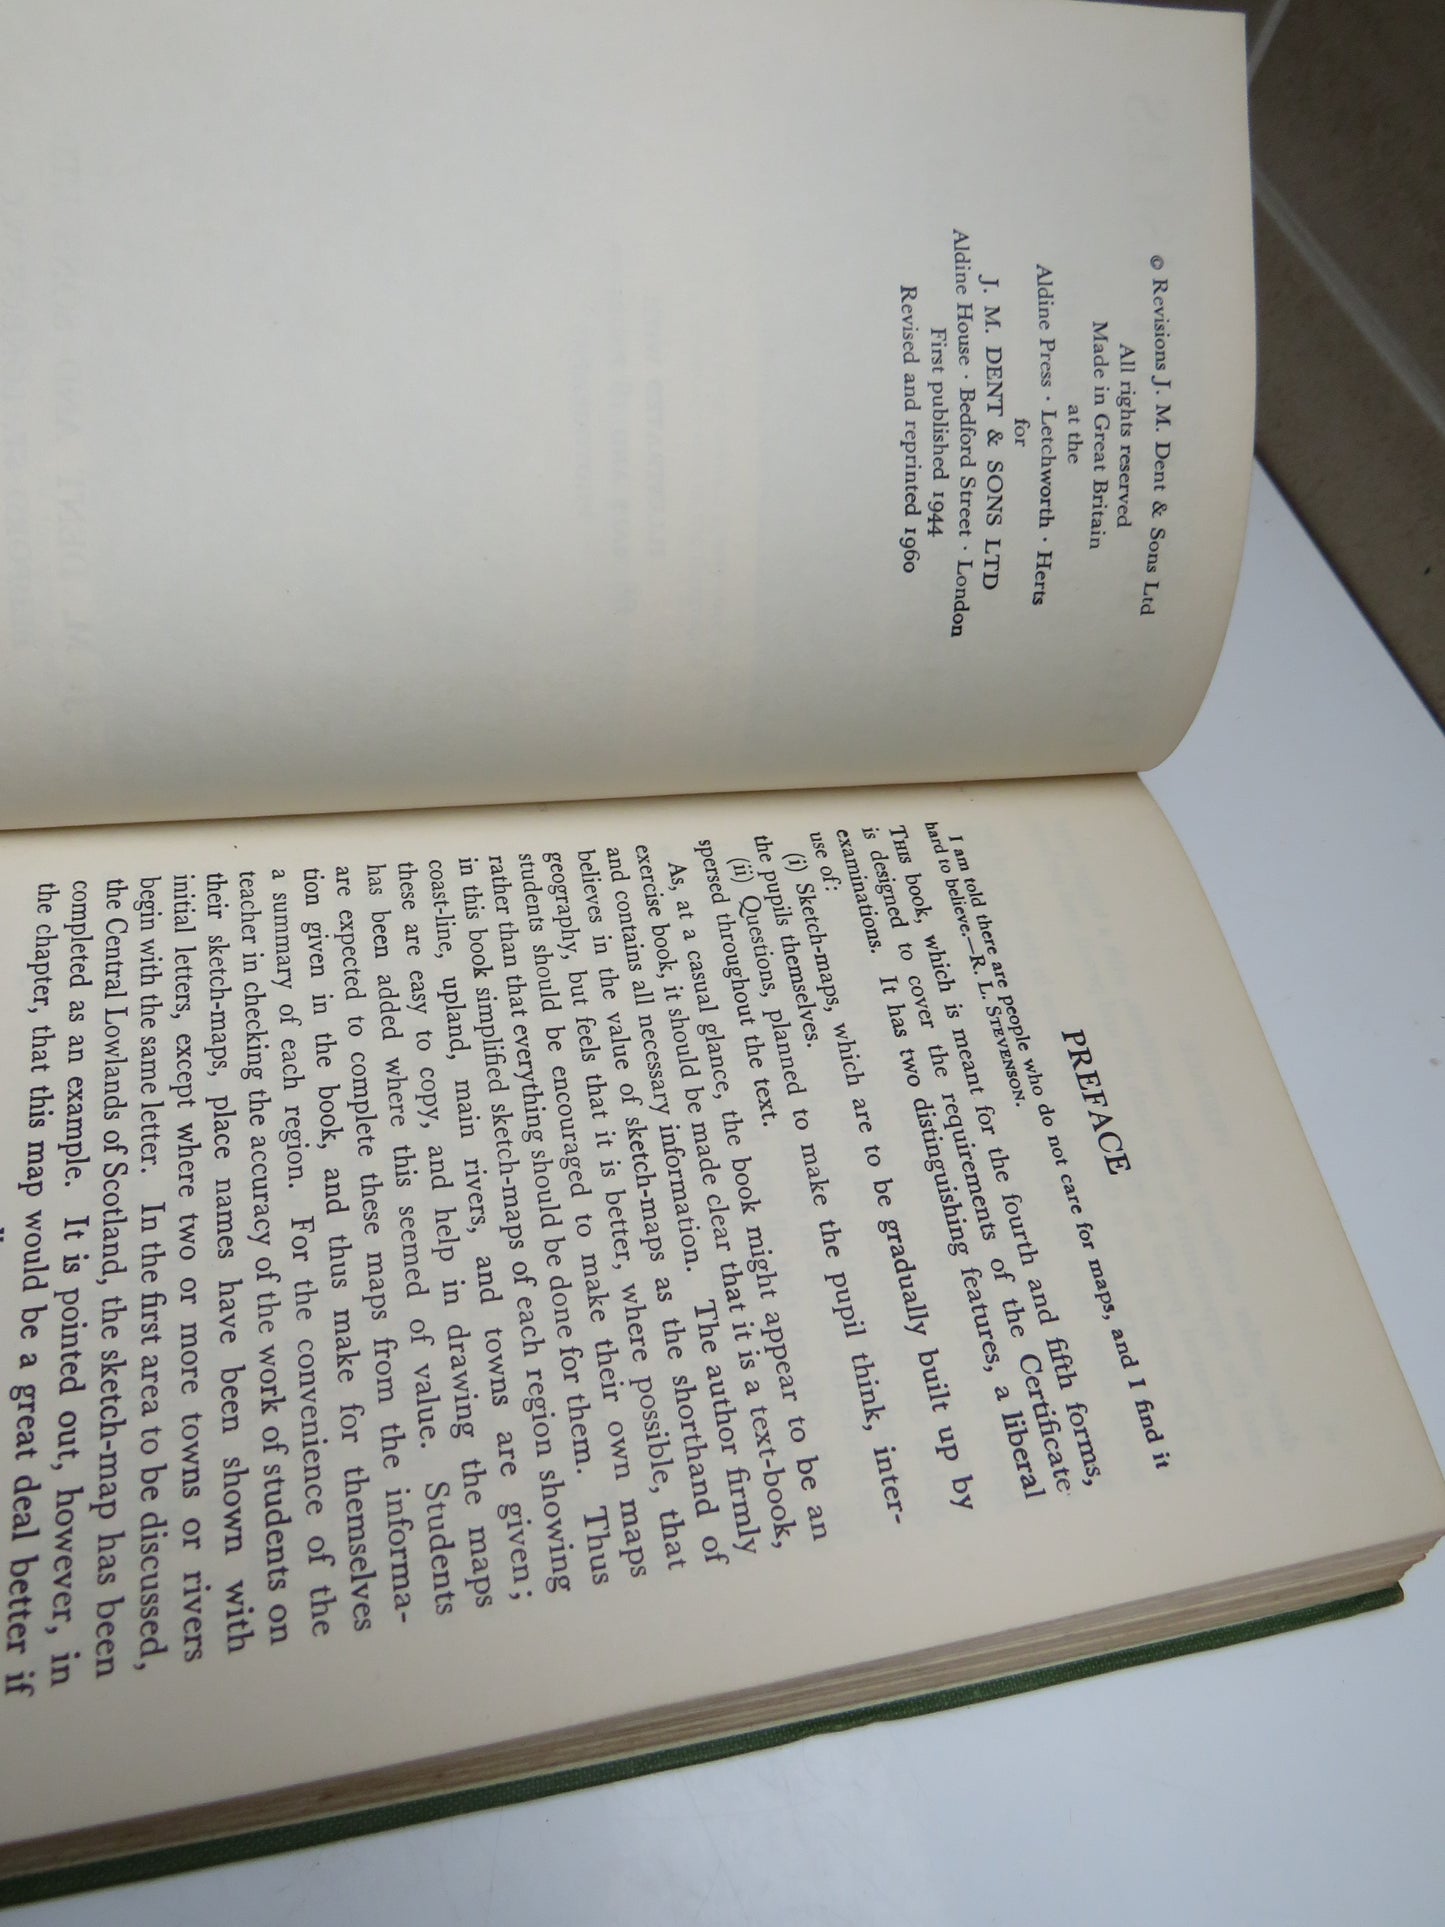 © Revisions J. M. Dent & Sons Ltd
All rights reserved
Made in Great Britain
at the
Aldine Press · Letchworth · Herts
for
J. M. DENT & SONS LTD
Aldine House · Bedford Street · London
First published 1944
Revised and reprinted 1960
PREFACE
I am told there are people who do not care for maps, and I find it
hard to believe.—R. L. STEVENSON.
THIS book, which is meant for the fourth and fifth forms,
is designed to cover the requirements of the Certificate
examinations. It has two distinguishing features, a liberal
use of:
(i) Sketch-maps, which are to be gradually built up by
the pupils themselves.
(ii) Questions, planned to make the pupil think, inter-
spersed throughout the text.
As, at a casual glance, the book might appear to be an
exercise book, it should be made clear that it is a text-book,
and contains all necessary information. The author firmly
believes in the value of sketch-maps as the shorthand of
geography, but feels that it is better, where possible, that
students should be encouraged to make their own maps
rather than that everything should be done for them. Thus
in this book simplified sketch-maps of each region showing
coast-line, upland, main rivers, and towns are given;
these are easy to copy, and help in drawing the maps
has been added where this seemed of value. Students
are expected to complete these maps from the informa-
tion given in the book, and thus make for themselves
a summary of each region. For the convenience of the
teacher in checking the accuracy of the work of students on
their sketch-maps, place names have been shown with
initial letters, except where two or more towns or rivers
begin with the same letter. In the first area to be discussed,
the Central Lowlands of Scotland, the sketch-map has been
completed as an example. It is pointed out, however, in
the chapter, that this map would be a great deal better if